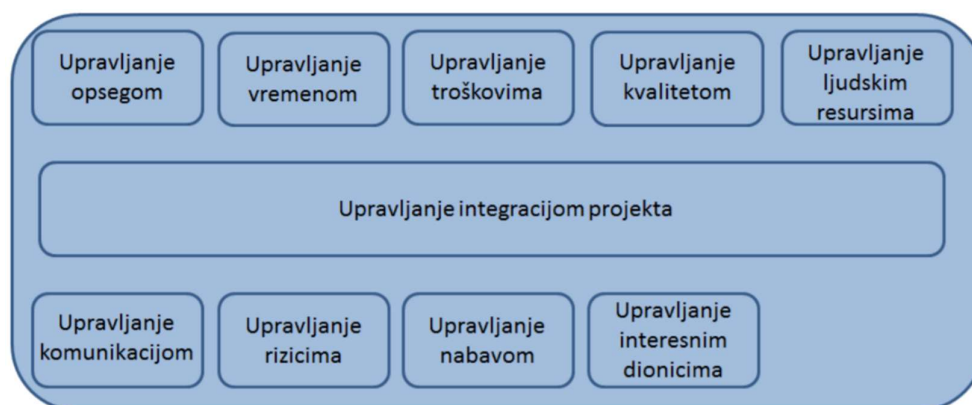 Upravljanje
opsegom
Upravljanje
vremenom
Upravljanje
troškovima
Upravljanje
kvalitetom
Upravljanje
ljudskim
resursima
Upravljanje integracijom projekta
Upravljanje
komunikacijom
Upravljanje
rizicima
Upravljanje
nabavom
Upravljanje
interesnim
dionicima